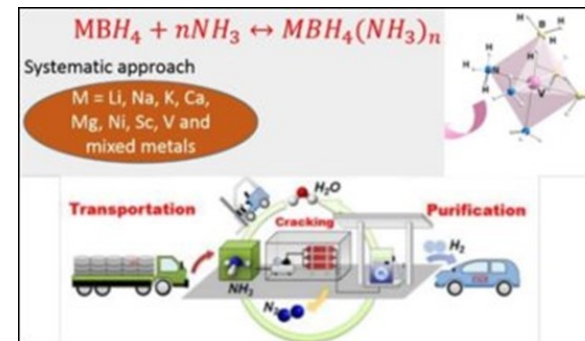 MBH₄ + nNH₃ ↔ MBH₄(NH₃)ₙ
Systematic approach
M = Li, Na, K, Ca,
Mg, Ni, Sc, V and
mixed metals
B
H
H
H
H
H
N
H
H
V
H₂O
Transportation
Cracking
Purification
H₂
NH₃
N₂